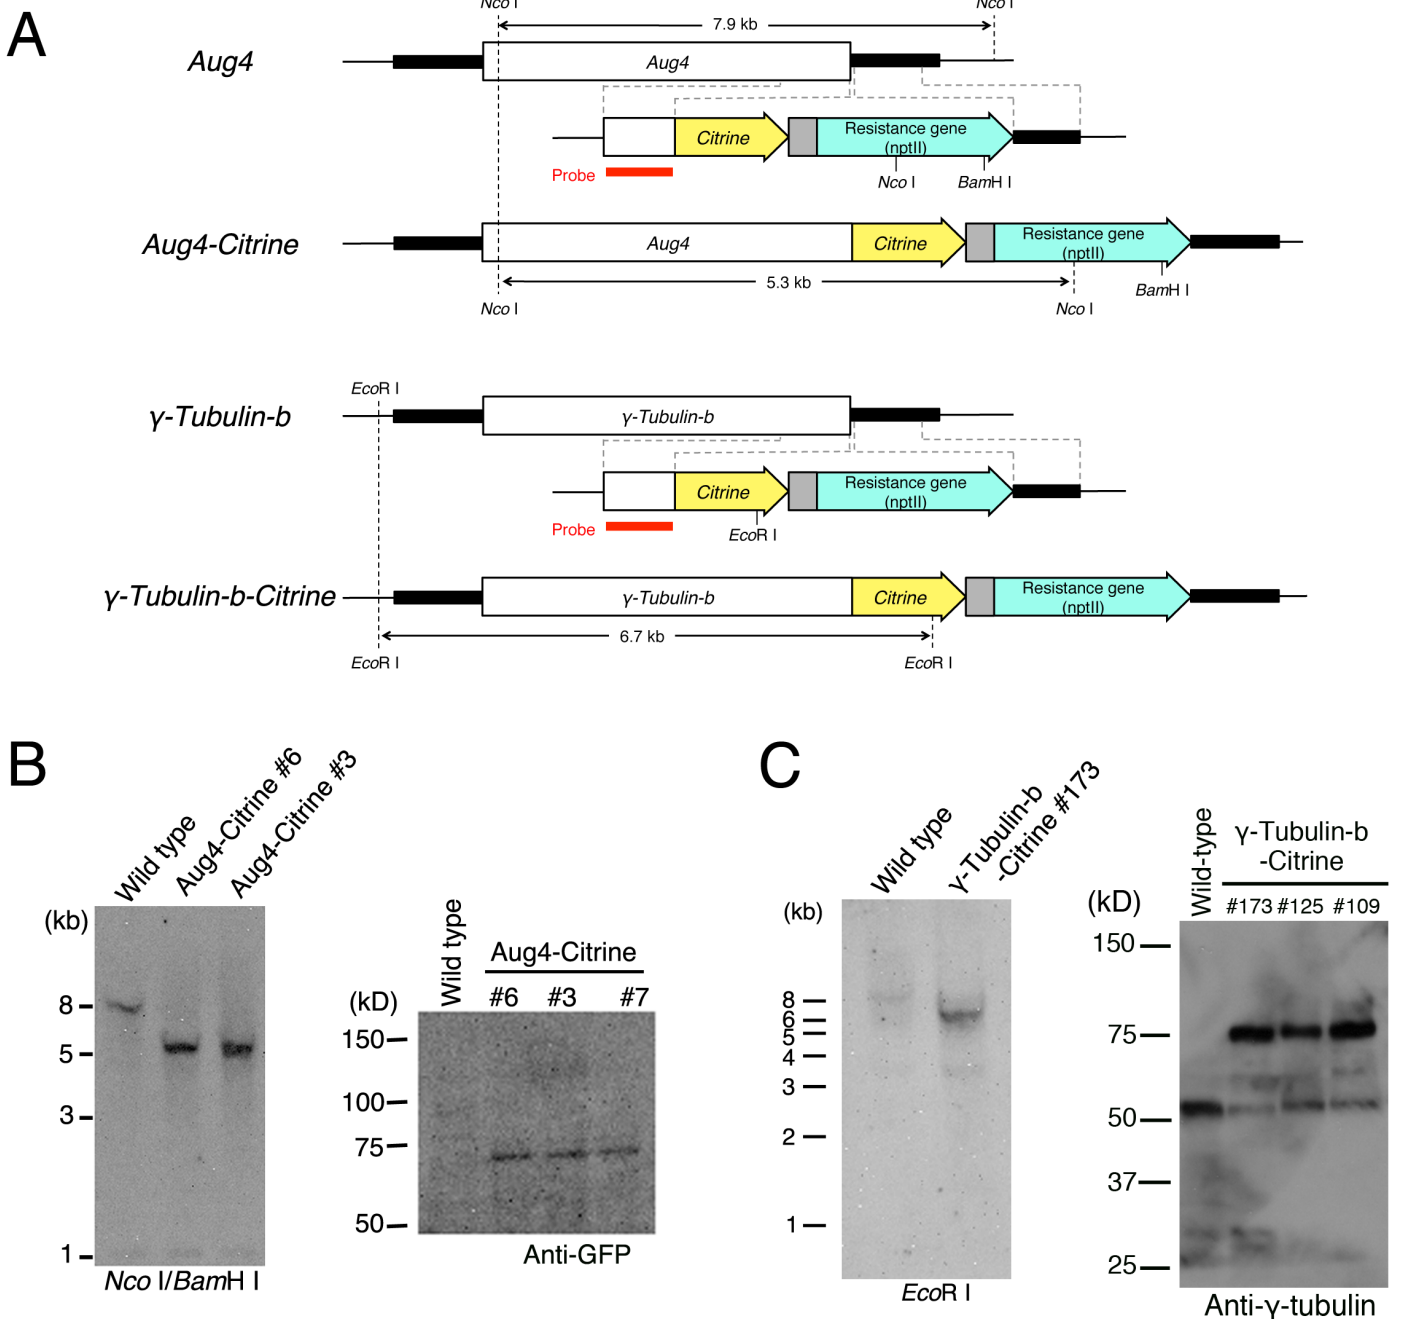 A
Nco I
Nco I
7.9 kb
Aug4
Aug4
Citrine
Resistance gene
(nptII)
Probe
Nco I
BamH I
Aug4-Citrine
Aug4
Citrine
Resistance gene
(nptII)
5.3 kb
BamH I
Nco I
Nco I
EcoR I
γ-Tubulin-b
γ-Tubulin-b
Citrine
Resistance gene
(nptII)
Probe
EcoR I
γ-Tubulin-b-Citrine
γ-Tubulin-b
Citrine
Resistance gene
(nptII)
6.7 kb
EcoR I
EcoR I
B
Wild type
Aug4-Citrine #6
Aug4-Citrine #3
(kb)
8
5
3
1
Nco I/BamH I
Wild type
Aug4-Citrine
(kD)
#6
#3
#7
150
100
75
50
Anti-GFP
C
Wild type
γ-Tubulin-b
-Citrine #173
(kb)
8
6
5
4
3
2
1
EcoR I
Wild-type
γ-Tubulin-b
-Citrine
(kD)
#173 #125 #109
150
75
50
37
25
Anti-γ-tubulin